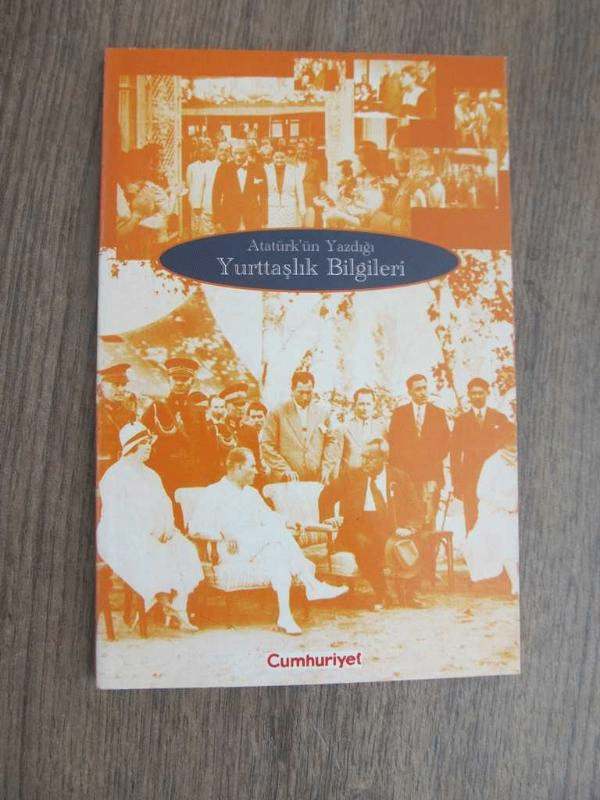 Atatürk'ün Yazdığı
Yurttaşlık Bilgileri
Cumhuriyet